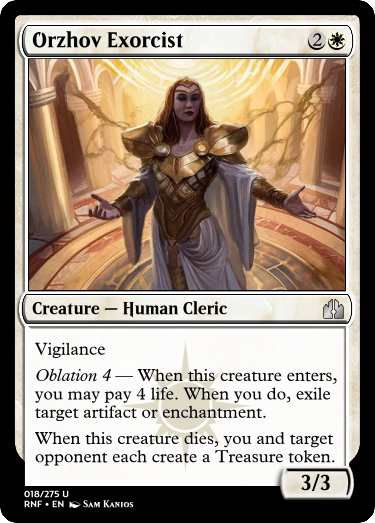 Orzhov Exorcist 2
Creature — Human Cleric
Vigilance
Oblation 4 — When this creature enters,
you may pay 4 life. When you do, exile
target artifact or enchantment.
When this creature dies, you and target
opponent each create a Treasure token.
3/3
018/275 U
RNF • EN Sam Kanios